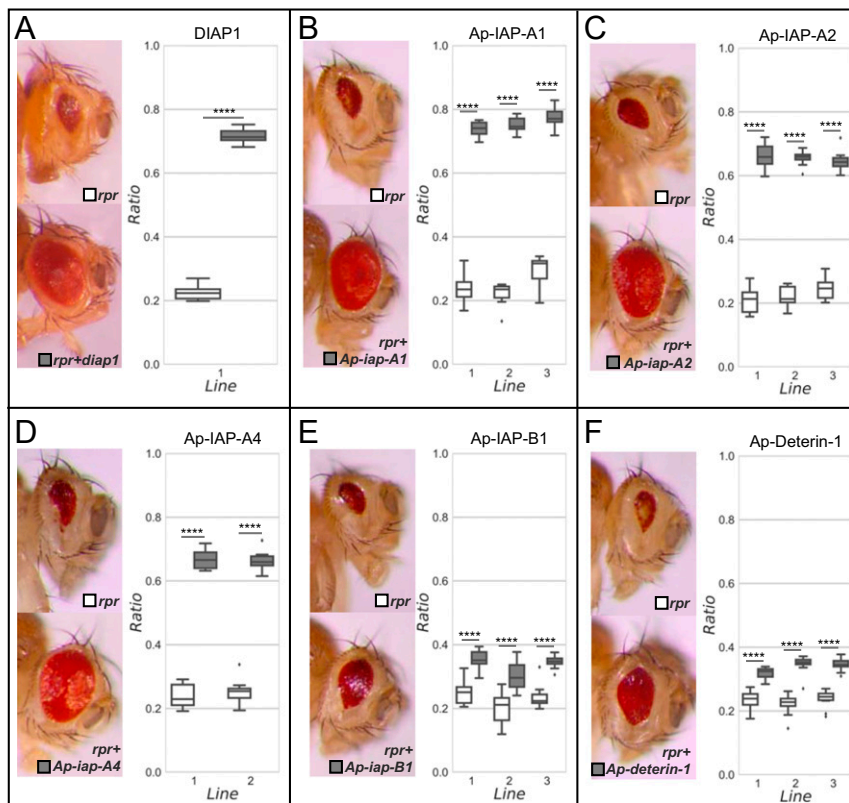 A
DIAP1
1.0
0.8
0.6
0.4
0.2
0.0
Ratio
****
rpr
rpr+diap1
1
Line
B
Ap-IAP-A1
1.0
0.8
0.6
0.4
0.2
0.0
Ratio
**** **** ****
rpr
rpr+
Ap-iap-A1
1 2 3
Line
C
Ap-IAP-A2
1.0
0.8
0.6
0.4
0.2
0.0
Ratio
**** **** ****
rpr
rpr+
Ap-iap-A2
1 2 3
Line
D
Ap-IAP-A4
1.0
0.8
0.6
0.4
0.2
0.0
Ratio
**** ****
rpr
rpr+
Ap-iap-A4
1 2
Line
E
Ap-IAP-B1
1.0
0.8
0.6
0.4
0.2
0.0
Ratio
**** **** ****
rpr
rpr+
Ap-iap-B1
1 2 3
Line
F
Ap-Deterin-1
1.0
0.8
0.6
0.4
0.2
0.0
Ratio
**** **** ****
rpr
rpr+
Ap-deterin-1
1 2 3
Line